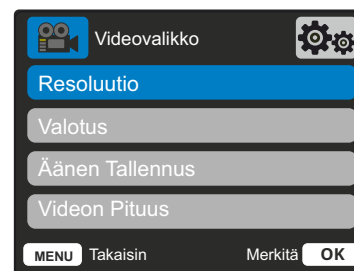 Videovalikko
Resoluutio
Valotus
Äänen Tallennus
Videon Pituus
MENU Takaisin Merkitä OK